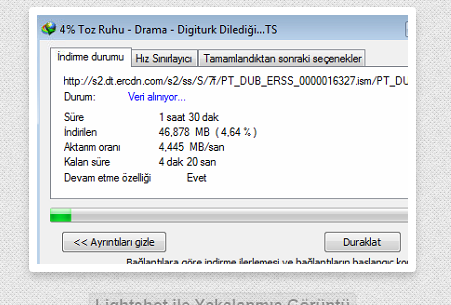 4% Toz Ruhu - Drama - Digiturk Dilediği...TS
İndirme durumu Hız Sınırlayıcı Tamamlandıktan sonraki seçenekler
http://s2.dt.ercdn.com/s2/ss/S/7f/PT_DUB_ERSS_0000016327.ism/PT_DU
Durum: Veri alınıyor...
Süre 1 saat 30 dak
İndirilen 46,878 MB ( 4,64 % )
Aktarım oranı 4,445 MB/san
Kalan süre 4 dak 20 san
Devam etme özelliği Evet
<< Ayrıntıları gizle Duraklat
Bağlantılara göre indirme ilerlemesi ve bağlantıların başlangıç
Lightshot ile Yakalanmış Görüntü